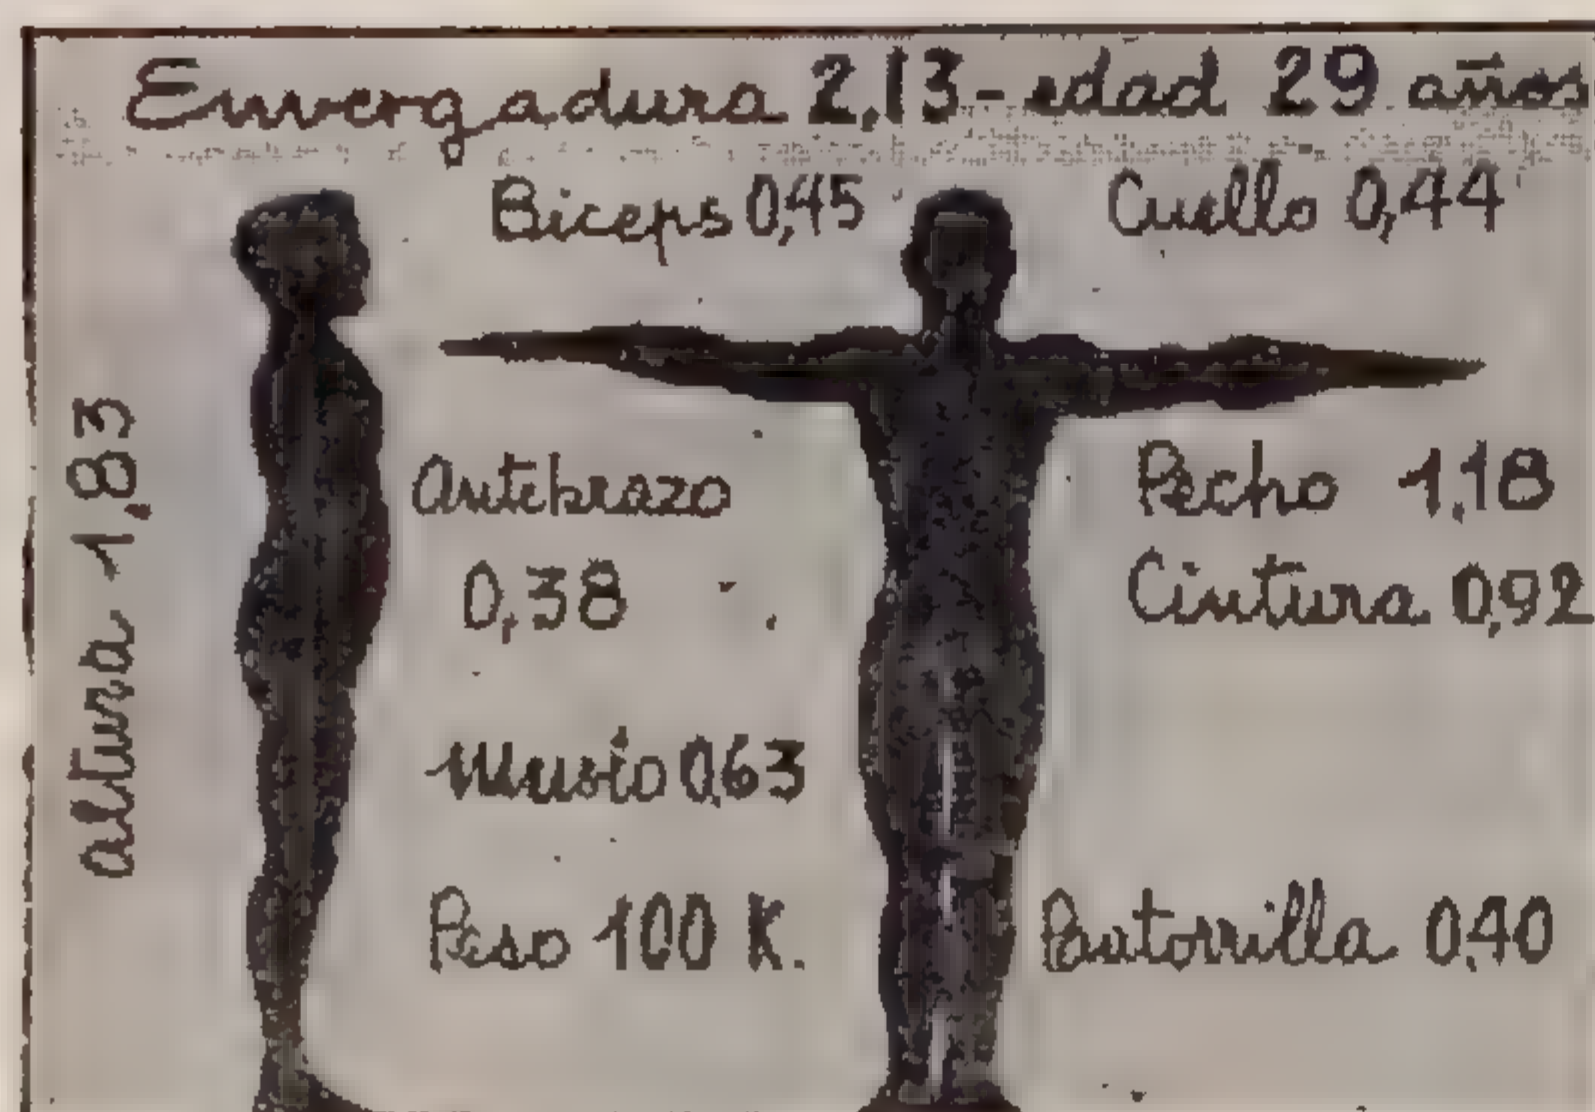 Envergadura 2,13 - edad 29 años
Biceps 0,45
Cuello 0,44
altura 1,83
Antebrazo
0,38
Pecho 1,18
Cintura 0,92
Muslo 0,63
Peso 100 K.
Pantorrilla 0,40